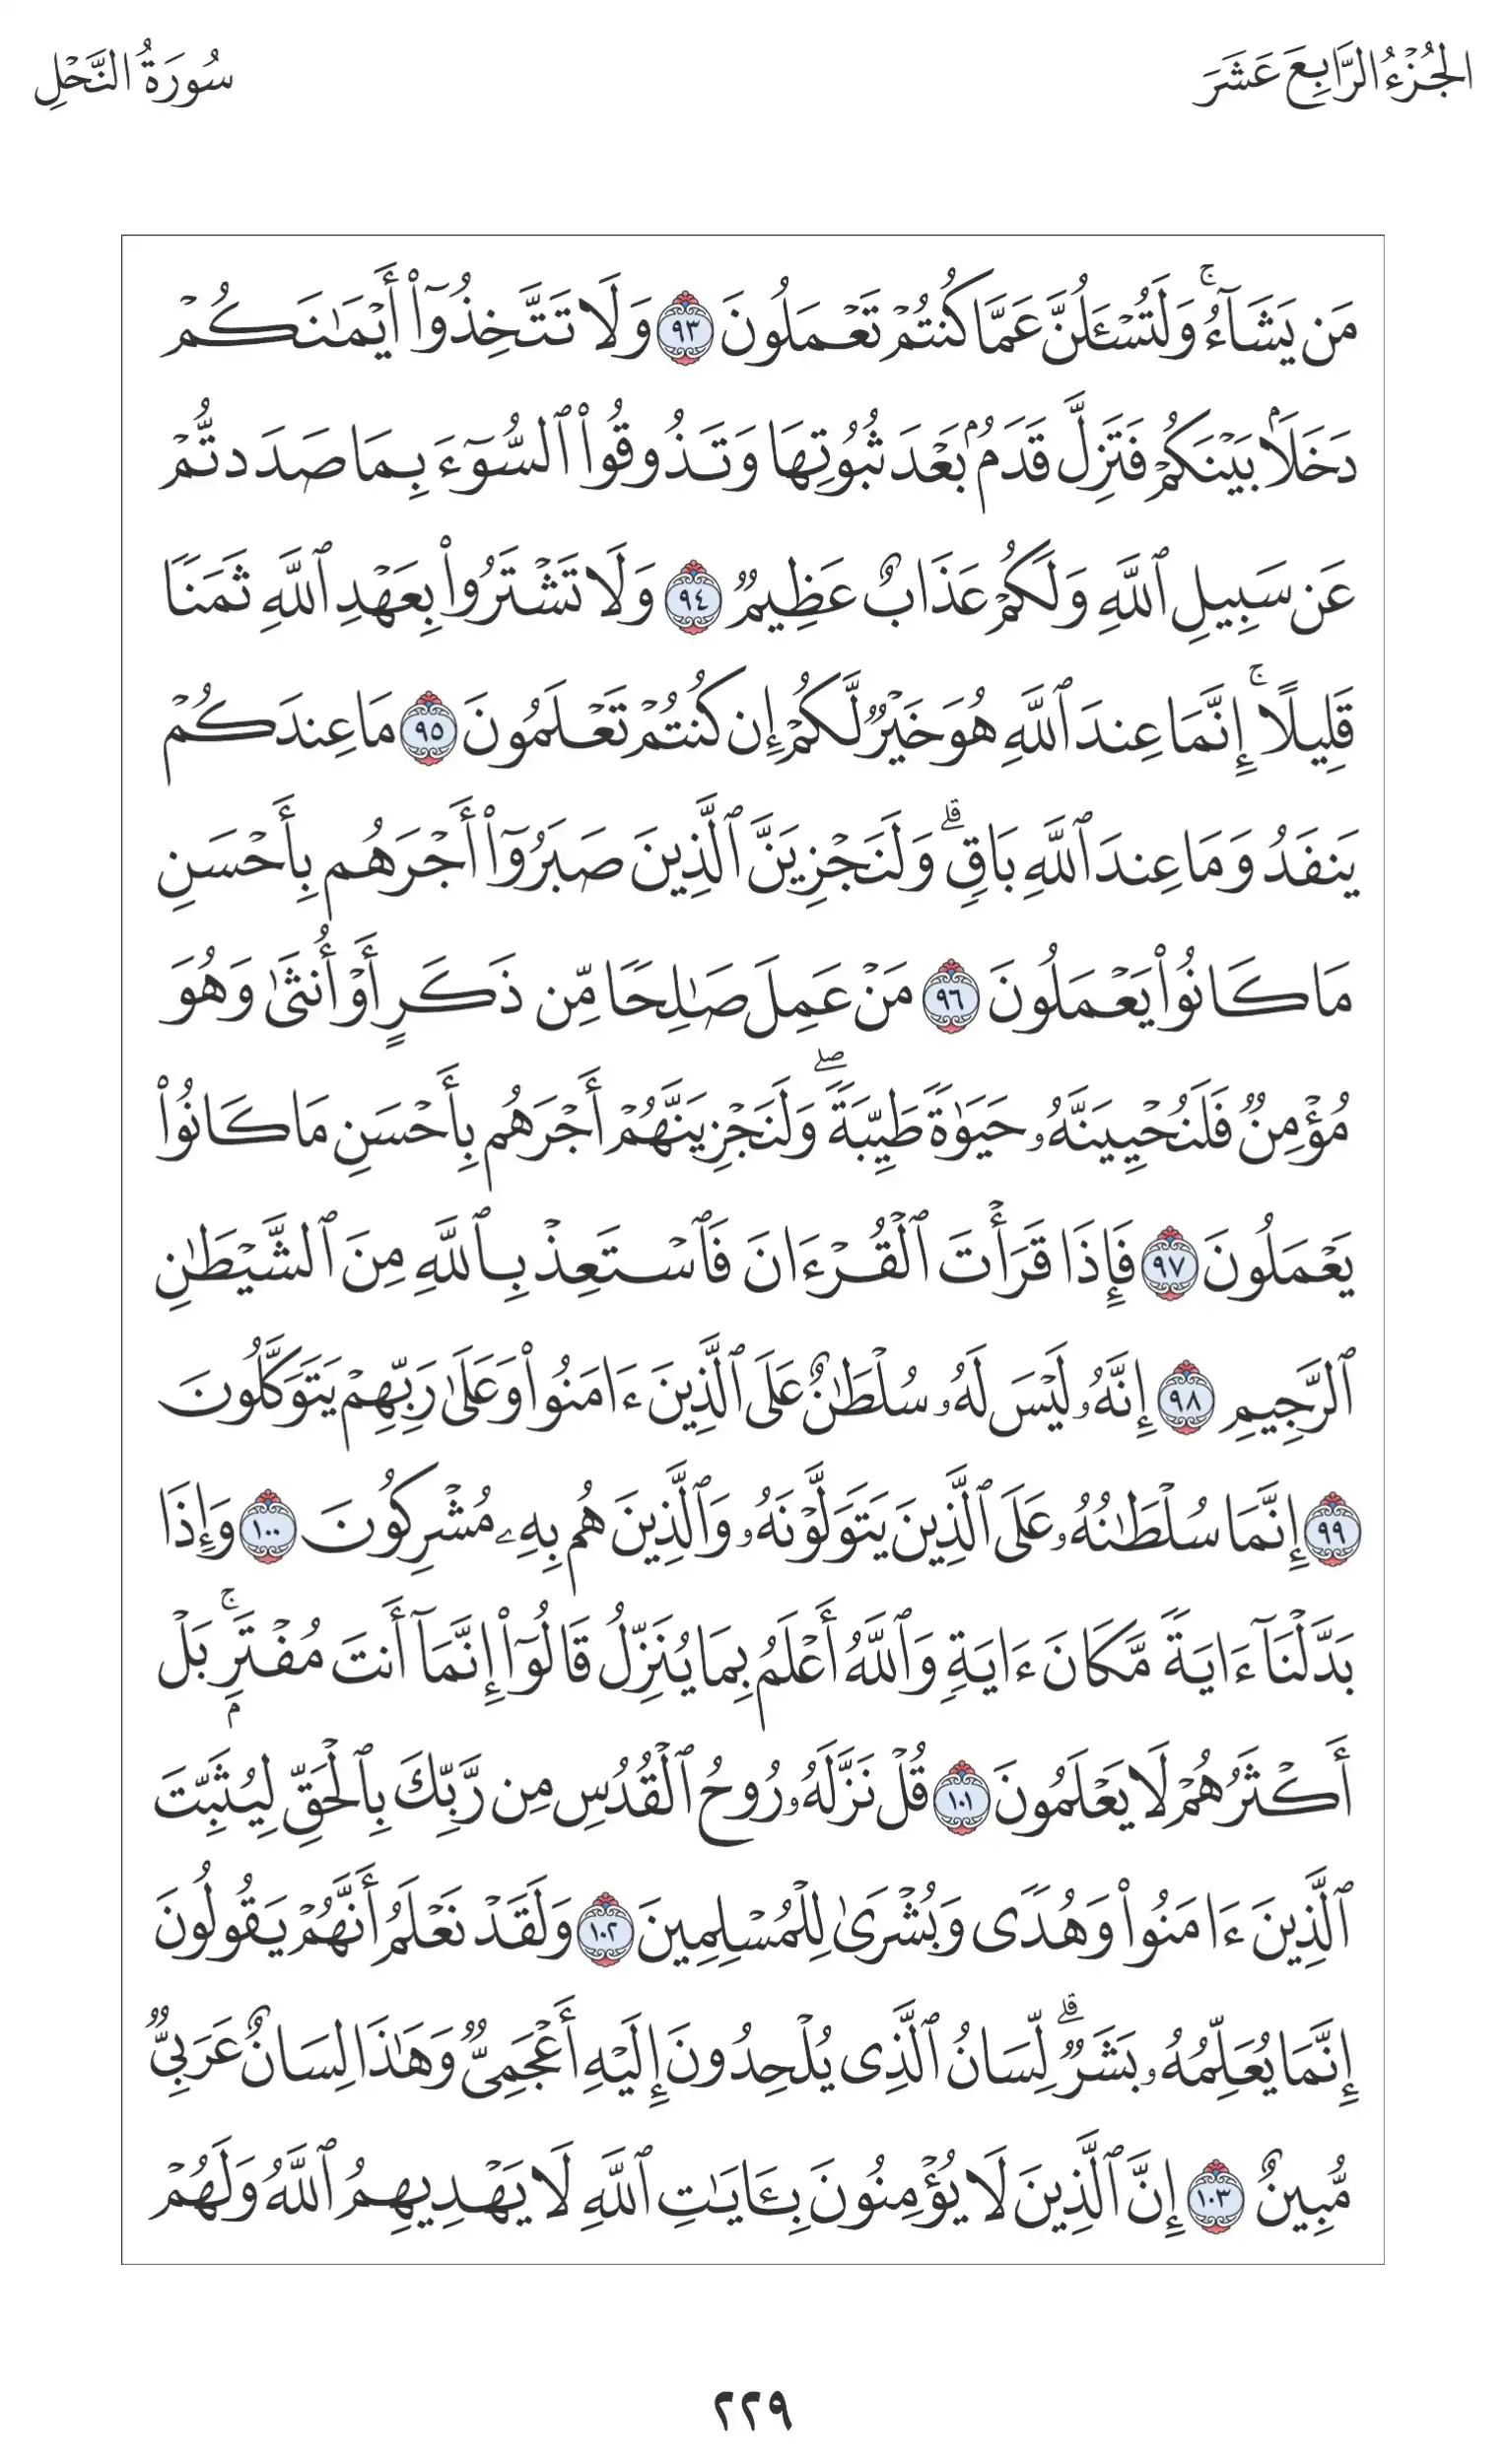 الجُزْءُ الرَّابِعَ عَشَرَ
سُورَةُ النَّحْلِ
مَن يَشَآءُۚ وَلَتُسْـَٔلُنَّ عَمَّا كُنتُمْ تَعْمَلُونَ ٩٣ وَلَا تَتَّخِذُوٓا۟ أَيْمَـٰنَكُمْ
دَخَلًۢا بَيْنَكُمْ فَتَزِلَّ قَدَمٌۢ بَعْدَ ثُبُوتِهَا وَتَذُوقُوا۟ ٱلسُّوٓءَ بِمَا صَدَدتُّمْ
عَن سَبِيلِ ٱللَّهِ وَلَكُمْ عَذَابٌ عَظِيمٌ ٩٤ وَلَا تَشْتَرُوا۟ بِعَهْدِ ٱللَّهِ ثَمَنًا
قَلِيلًاۚ إِنَّمَا عِندَ ٱللَّهِ هُوَ خَيْرٌ لَّكُمْ إِن كُنتُمْ تَعْلَمُونَ ٩٥ مَا عِندَكُمْ
يَنفَدُ وَمَا عِندَ ٱللَّهِ بَاقٍۗ وَلَنَجْزِيَنَّ ٱلَّذِينَ صَبَرُوٓا۟ أَجْرَهُم بِأَحْسَنِ
مَا كَانُوا۟ يَعْمَلُونَ ٩٦ مَنْ عَمِلَ صَـٰلِحًا مِّن ذَكَرٍ أَوْ أُنثَىٰ وَهُوَ
مُؤْمِنٌ فَلَنُحْيِيَنَّهُۥ حَيَوٰةً طَيِّبَةًۖ وَلَنَجْزِيَنَّهُمْ أَجْرَهُم بِأَحْسَنِ مَا كَانُوا۟
يَعْمَلُونَ ٩٧ فَإِذَا قَرَأْتَ ٱلْقُرْءَانَ فَٱسْتَعِذْ بِٱللَّهِ مِنَ ٱلشَّيْطَـٰنِ
ٱلرَّجِيمِ ٩٨ إِنَّهُۥ لَيْسَ لَهُۥ سُلْطَـٰنٌ عَلَى ٱلَّذِينَ ءَامَنُوا۟ وَعَلَىٰ رَبِّهِمْ يَتَوَكَّلُونَ
٩٩ إِنَّمَا سُلْطَـٰنُهُۥ عَلَى ٱلَّذِينَ يَتَوَلَّوْنَهُۥ وَٱلَّذِينَ هُم بِهِۦ مُشْرِكُونَ ١٠٠ وَإِذَا
بَدَّلْنَآ ءَايَةً مَّكَانَ ءَايَةٍ وَٱللَّهُ أَعْلَمُ بِمَا يُنَزِّلُ قَالُوٓا۟ إِنَّمَآ أَنتَ مُفْتَرٍۭۚ بَلْ
أَكْثَرُهُمْ لَا يَعْلَمُونَ ١٠١ قُلْ نَزَّلَهُۥ رُوحُ ٱلْقُدُسِ مِن رَّبِّكَ بِٱلْحَقِّ لِيُثَبِّتَ
ٱلَّذِينَ ءَامَنُوا۟ وَهُدًى وَبُشْرَىٰ لِلْمُسْلِمِينَ ١٠٢ وَلَقَدْ نَعْلَمُ أَنَّهُمْ يَقُولُونَ
إِنَّمَا يُعَلِّمُهُۥ بَشَرٌۗ لِّسَانُ ٱلَّذِى يُلْحِدُونَ إِلَيْهِ أَعْجَمِىٌّ وَهَـٰذَا لِسَانٌ عَرَبِىٌّ
مُّبِينٌ ١٠٣ إِنَّ ٱلَّذِينَ لَا يُؤْمِنُونَ بِـَٔايَـٰتِ ٱللَّهِ لَا يَهْدِيهِمُ ٱللَّهُ وَلَهُمْ
٢٢٩